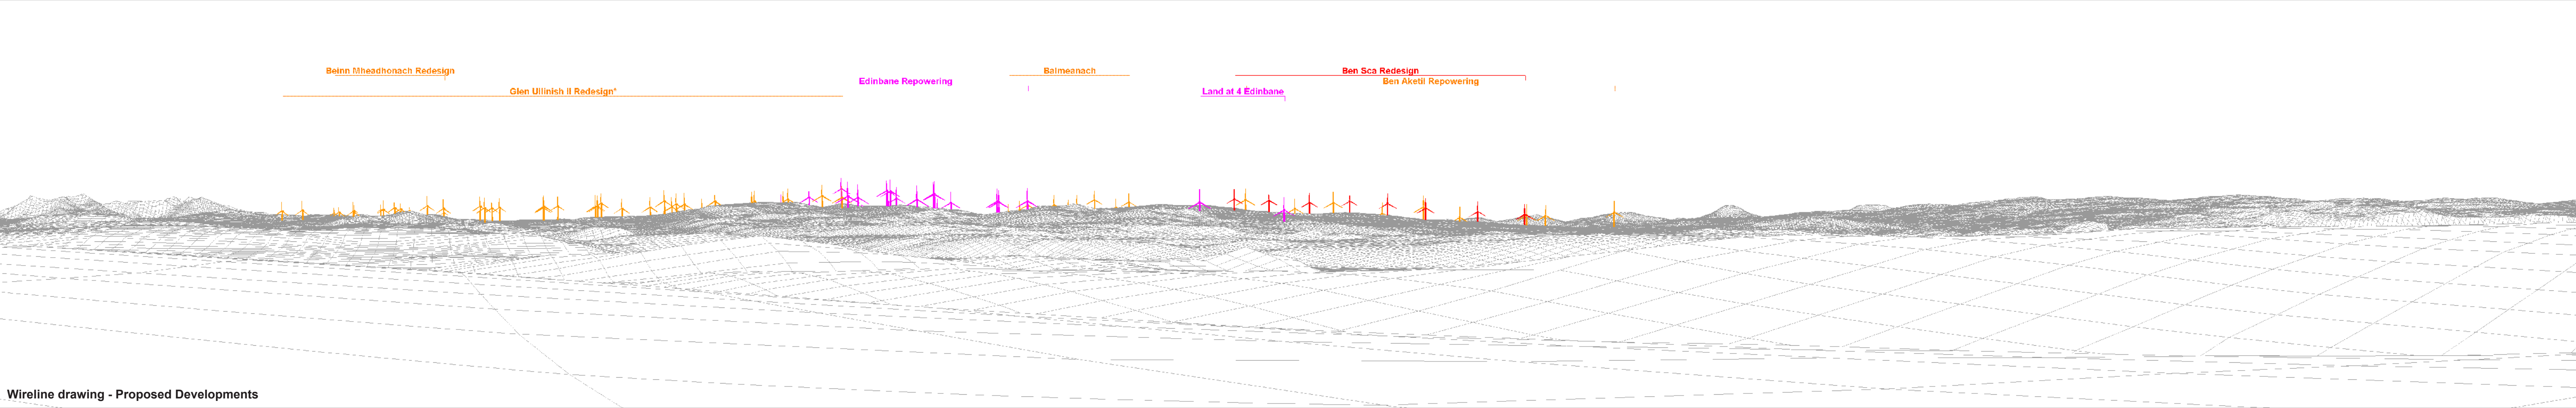 Beinn Mheadhonach Redesign
Balmeanach
Ben Sca Redesign
Edinbane Repowering
Ben Aketil Repowering
Glen Ullinish II Redesign*
Land at 4 Edinbane
Wireline drawing - Proposed Developments